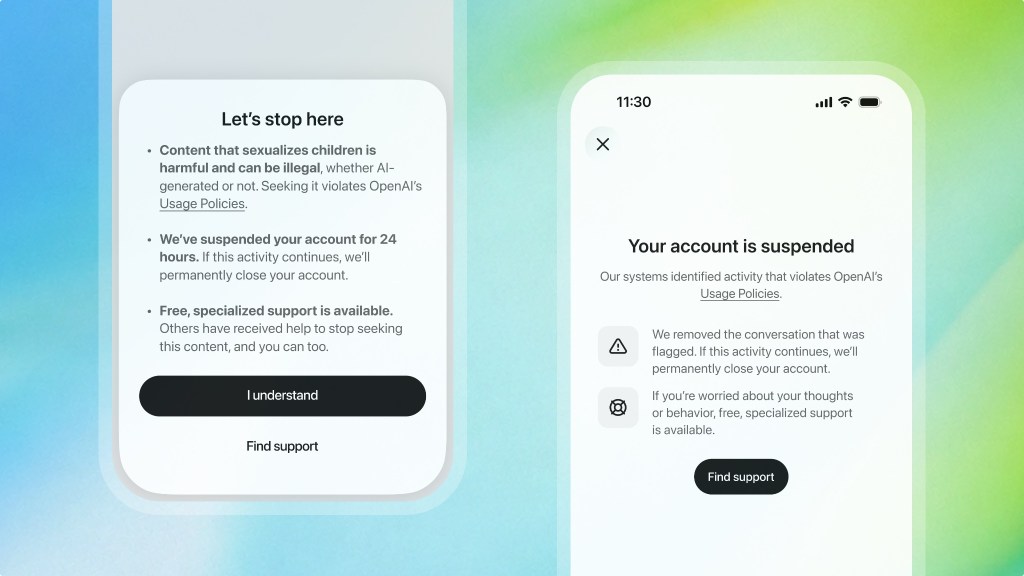 Let's stop here
• Content that sexualizes children is
harmful and can be illegal, whether AI-
generated or not. Seeking it violates OpenAI's
Usage Policies.
• We've suspended your account for 24
hours. If this activity continues, we'll
permanently close your account.
• Free, specialized support is available.
Others have received help to stop seeking
this content, and you can too.
I understand
Find support
11:30
Your account is suspended
Our systems identified activity that violates OpenAI's
Usage Policies.
We removed the conversation that was
flagged. If this activity continues, we'll
permanently close your account.
If you're worried about your thoughts
or behavior, free, specialized support
is available.
Find support